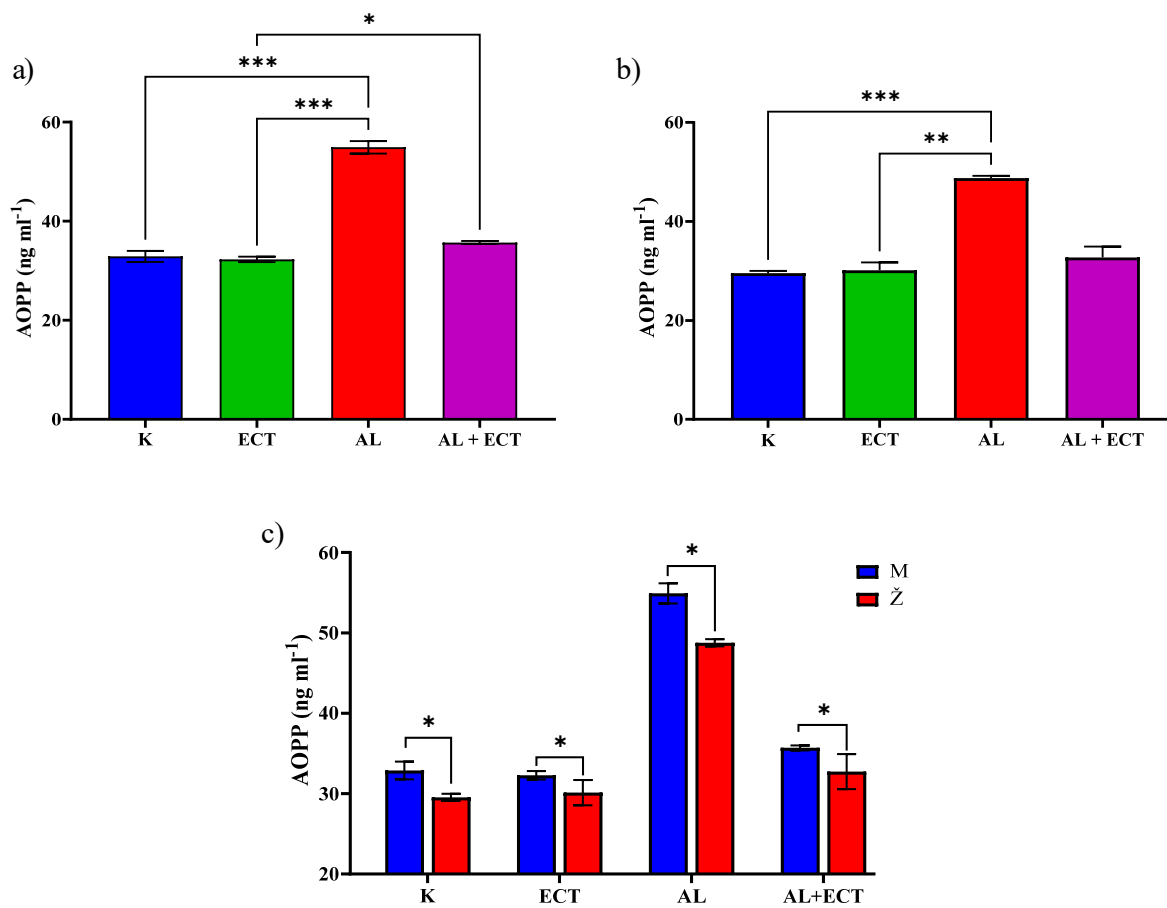 a)
*
***
***
60
40
20
0
AOPP (ng ml⁻¹)
K ECT AL AL + ECT
b)
***
**
60
40
20
0
AOPP (ng ml⁻¹)
K ECT AL AL + ECT
c)
60
50
40
30
20
AOPP (ng ml⁻¹)
*
*
*
*
M
Ž
K ECT AL AL+ECT